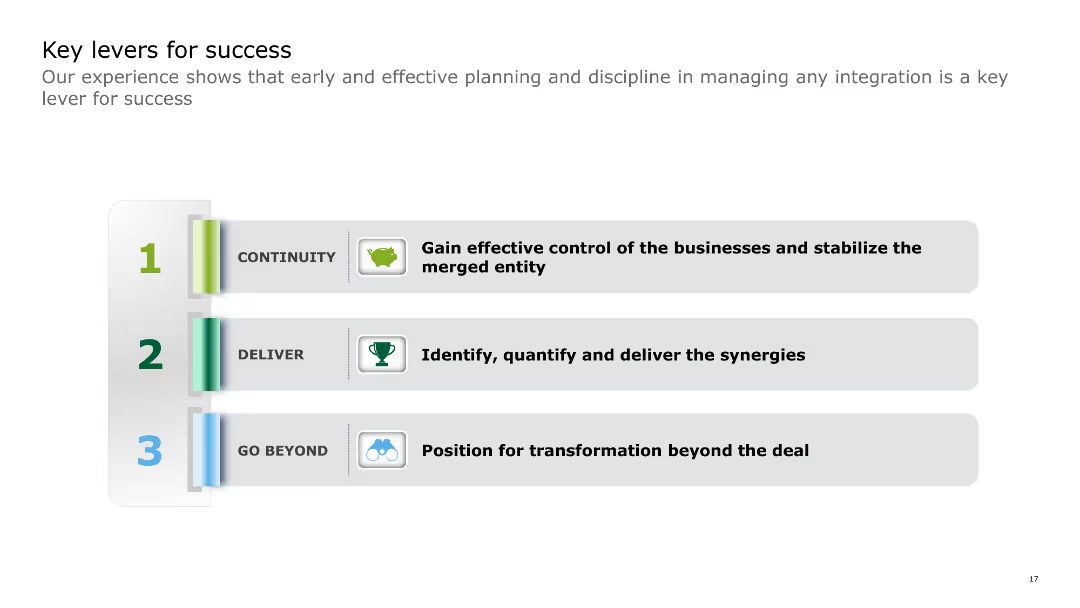 Key levers for success
Our experience shows that early and effective planning and discipline in managing any integration is a key
lever for success
1
CONTINUITY
Gain effective control of the businesses and stabilize the
merged entity
2
DELIVER
Identify, quantify and deliver the synergies
3
GO BEYOND
Position for transformation beyond the deal
17